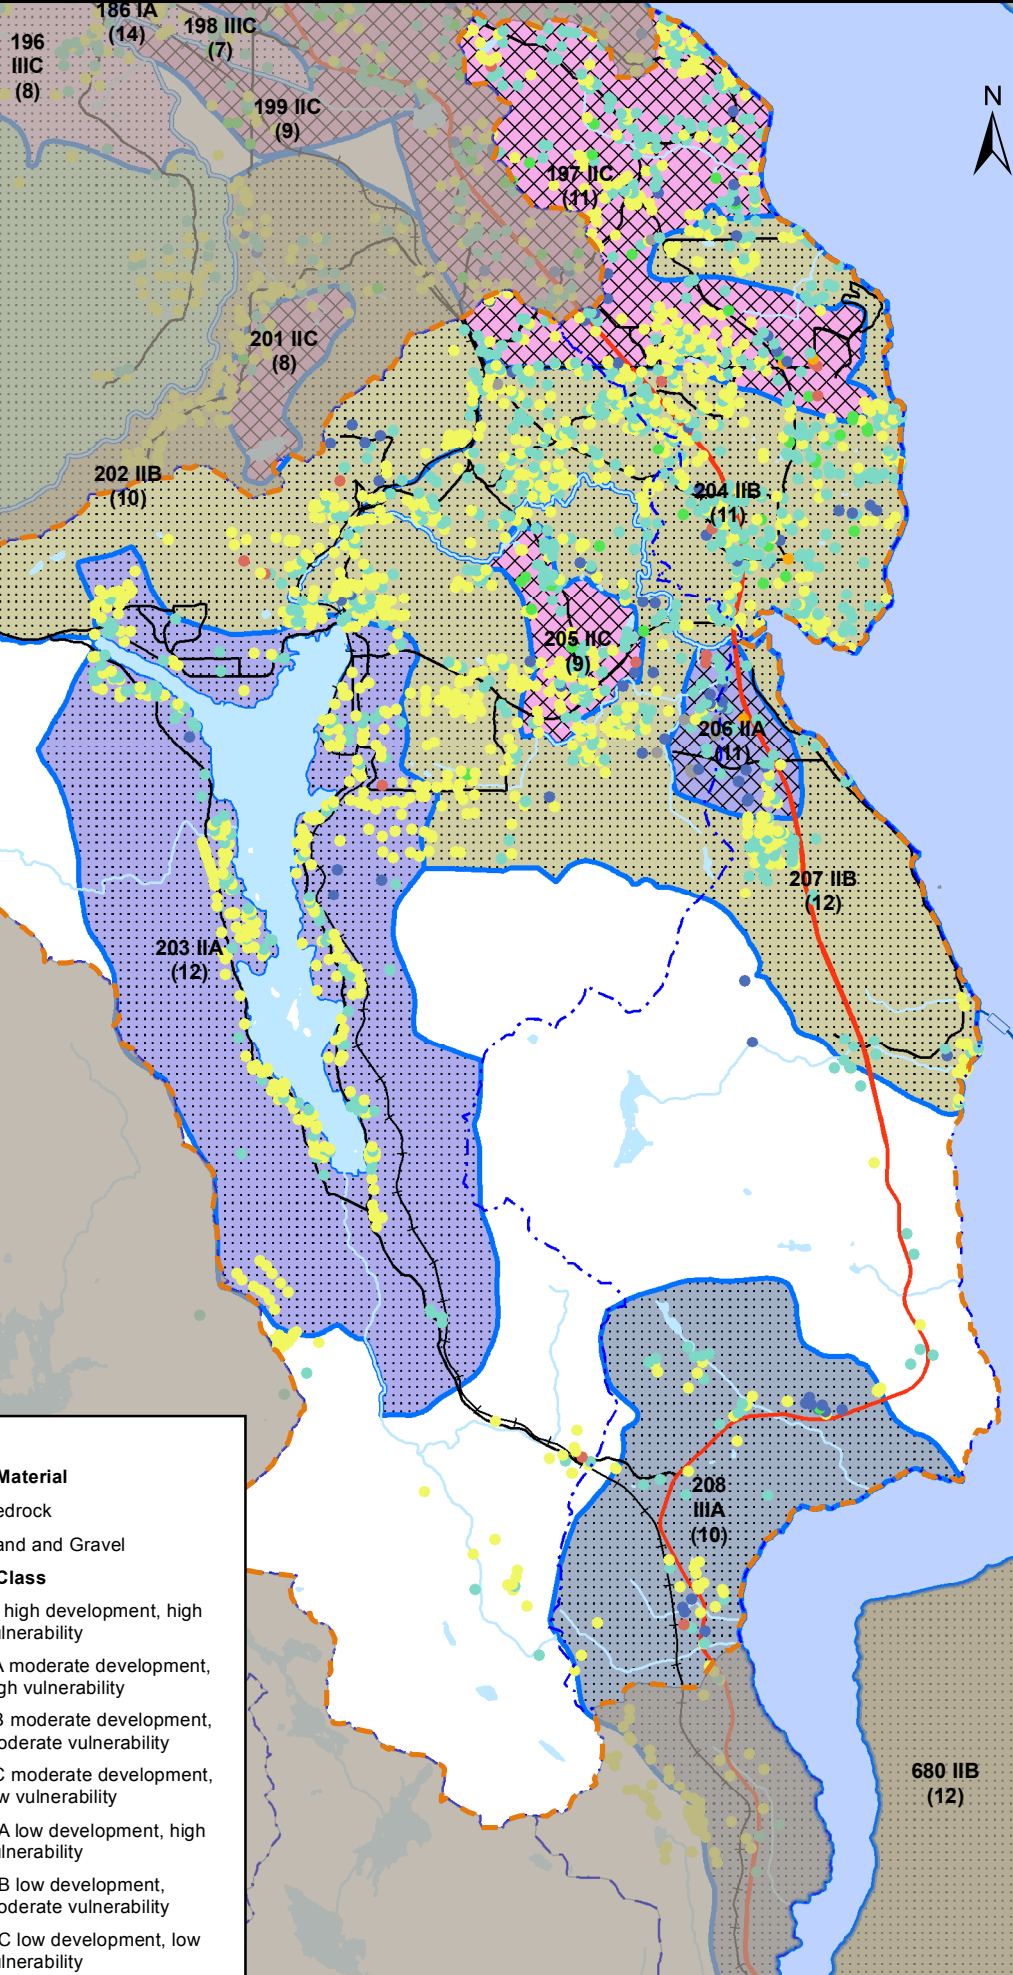 186 IA
(14)
198 IIIC
(7)
196
IIIC
(8)
199 IIC
(9)
N
197 IIC
(11)
201 IIC
(8)
202 IIB
(10)
204 IIB
(11)
205 IIC
(9)
206 IIA
(11)
207 IIB
(12)
203 IIA
(12)
208
IIIA
(10)
680 IIB
(12)
Material
edrock
and and Gravel
Class
high development, high
ulnerability
A moderate development,
gh vulnerability
B moderate development,
oderate vulnerability
C moderate development,
w vulnerability
A low development, high
ulnerability
B low development,
oderate vulnerability
C low development, low
ulnerability